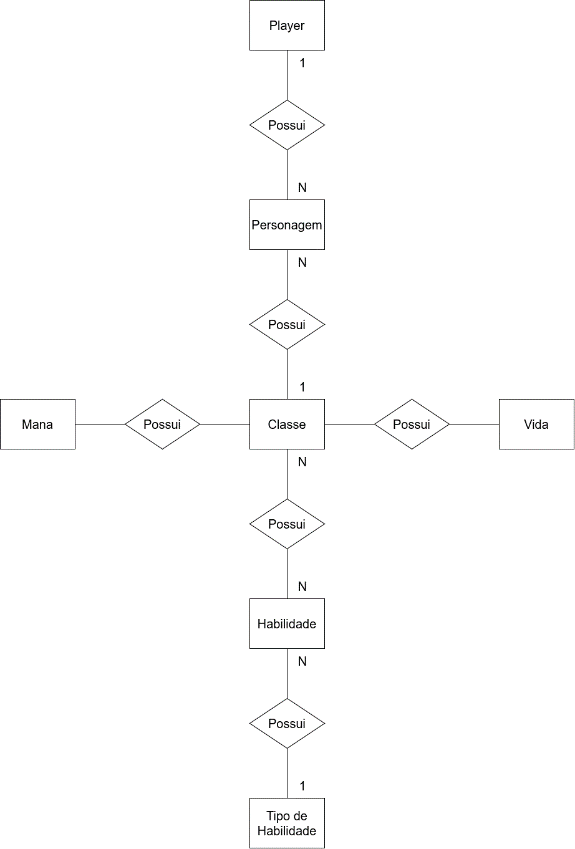 Player
1
Possui
N
Personagem
N
Possui
1
Mana
Possui
Classe
Possui
Vida
N
Possui
N
Habilidade
N
Possui
1
Tipo de
Habilidade